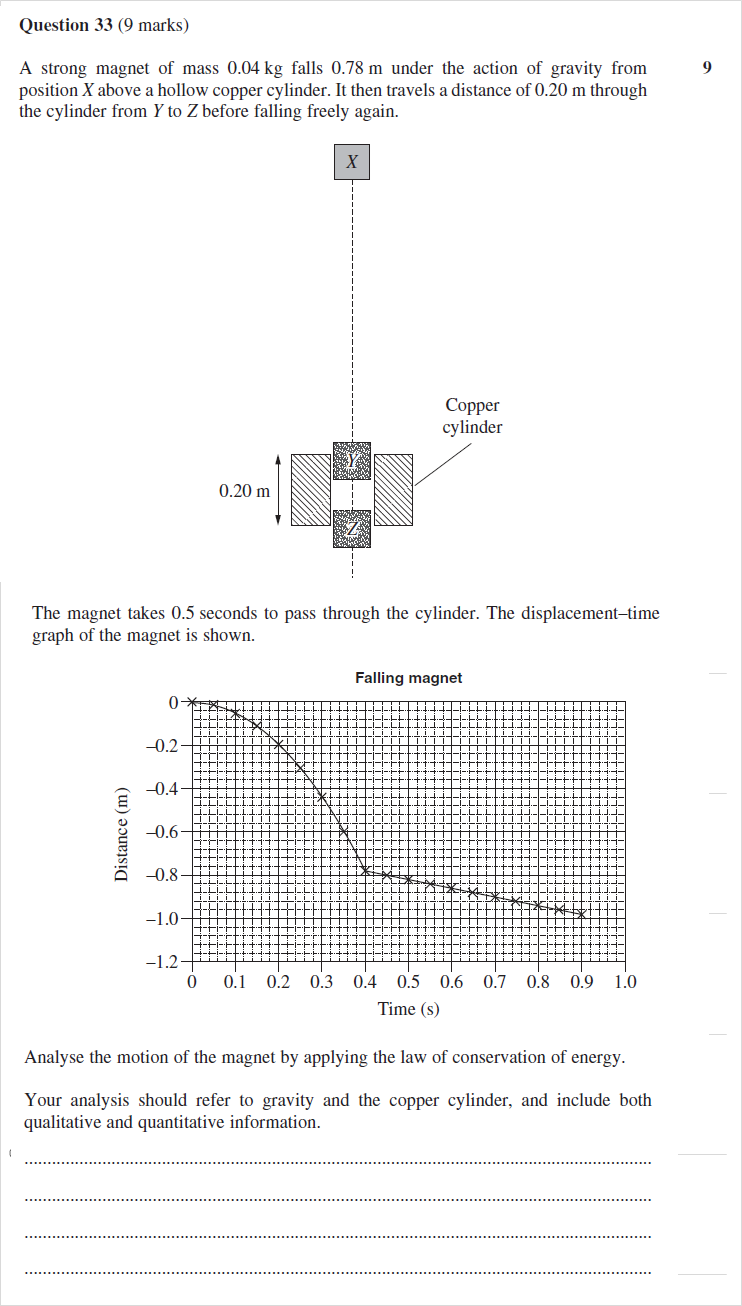 Question 33 (9 marks)
A strong magnet of mass 0.04 kg falls 0.78 m under the action of gravity from
9
position X above a hollow copper cylinder. It then travels a distance of 0.20 m through
the cylinder from Y to Z before falling freely again.
X
Copper
cylinder
Y
0.20 m
Z
The magnet takes 0.5 seconds to pass through the cylinder. The displacement–time
graph of the magnet is shown.
Falling magnet
0
–0.2
–0.4
–0.6
–0.8
–1.0
–1.2
Distance (m)
0 0.1 0.2 0.3 0.4 0.5 0.6 0.7 0.8 0.9 1.0
Time (s)
Analyse the motion of the magnet by applying the law of conservation of energy.
Your analysis should refer to gravity and the copper cylinder, and include both
qualitative and quantitative information.